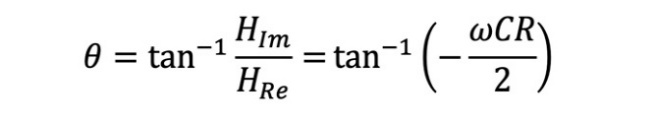 θ = tan⁻¹ H_Im/H_Re = tan⁻¹ (−ωCR/2)